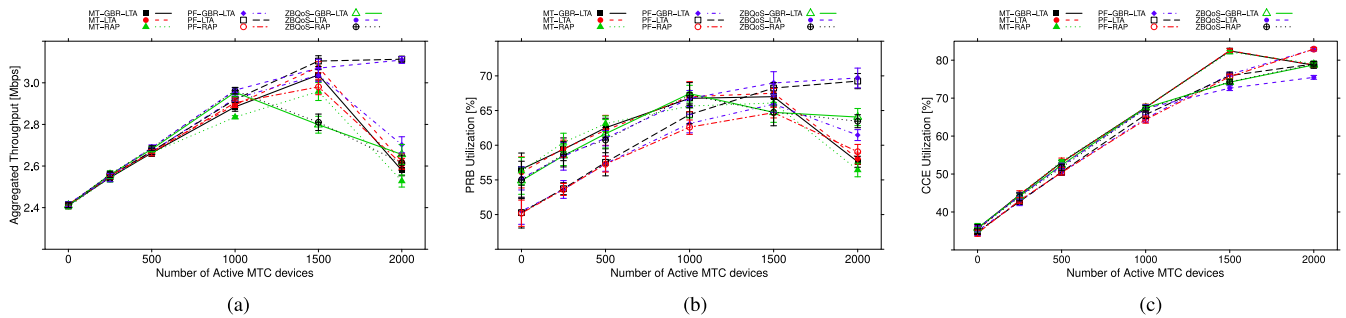 MT-GBR-LTA PF-GBR-LTA ZBQoS-GBR-LTA
MT-LTA PF-LTA ZBQoS-LTA
MT-RAP PF-RAP ZBQoS-RAP
Aggregated Throughput [Mbps]
3.0
2.8
2.6
2.4
0 500 1000 1500 2000
Number of Active MTC devices
(a)
MT-GBR-LTA PF-GBR-LTA ZBQoS-GBR-LTA
MT-LTA PF-LTA ZBQoS-LTA
MT-RAP PF-RAP ZBQoS-RAP
PRB Utilization [%]
70
65
60
55
50
0 500 1000 1500 2000
Number of Active MTC devices
(b)
MT-GBR-LTA PF-GBR-LTA ZBQoS-GBR-LTA
MT-LTA PF-LTA ZBQoS-LTA
MT-RAP PF-RAP ZBQoS-RAP
CCE Utilization [%]
80
70
60
50
40
30
0 500 1000 1500 2000
Number of Active MTC devices
(c)